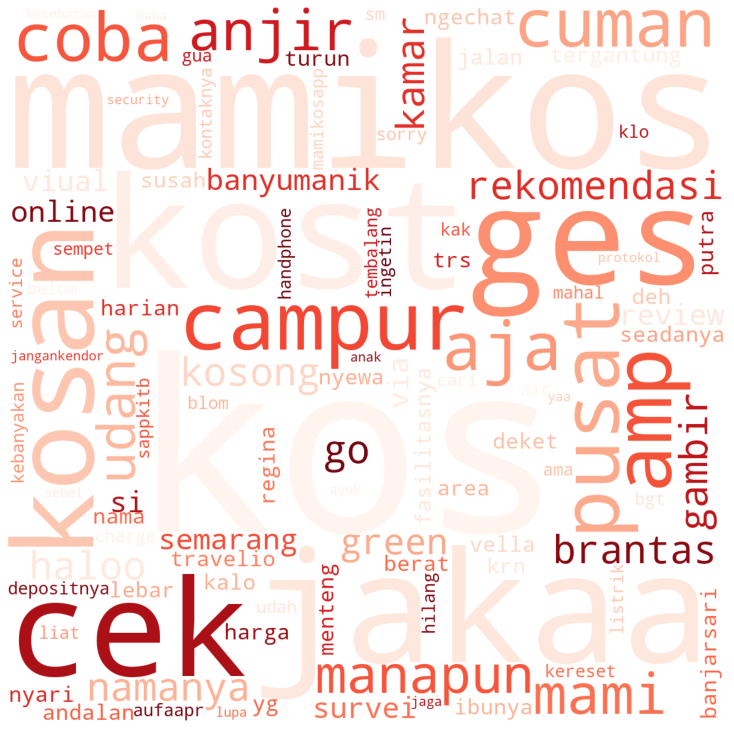 kesehatan haha sm
coba anjir gua turun ngechat cuman
kamar jalan tergantung
mamikos
security kontaknya mamikosapp sorry klo
viual susah banyumanik rekomendasi
online kost ges
sempet handphone tembalang ingetin kak trs protokol putra
service belom harian mahal deh review
kosan campur aja seadanya
jangankendor anak
udang kosong nyewa via cari air yaa pusat amp gambir
kebanyakan sappkitb blom kos
go deket
regina fasilitasnya ama
si area bgt
nama sebel ayok
charge semarang green vella brantas
haloo travelio berat krn
depositnya lebar kalo jakaa
cek udah menteng hilang listrik
liat harga
namanya manapun kereset mami banjarsari
nyari yg survei jaga ibunya
andalan aufaapr lupa